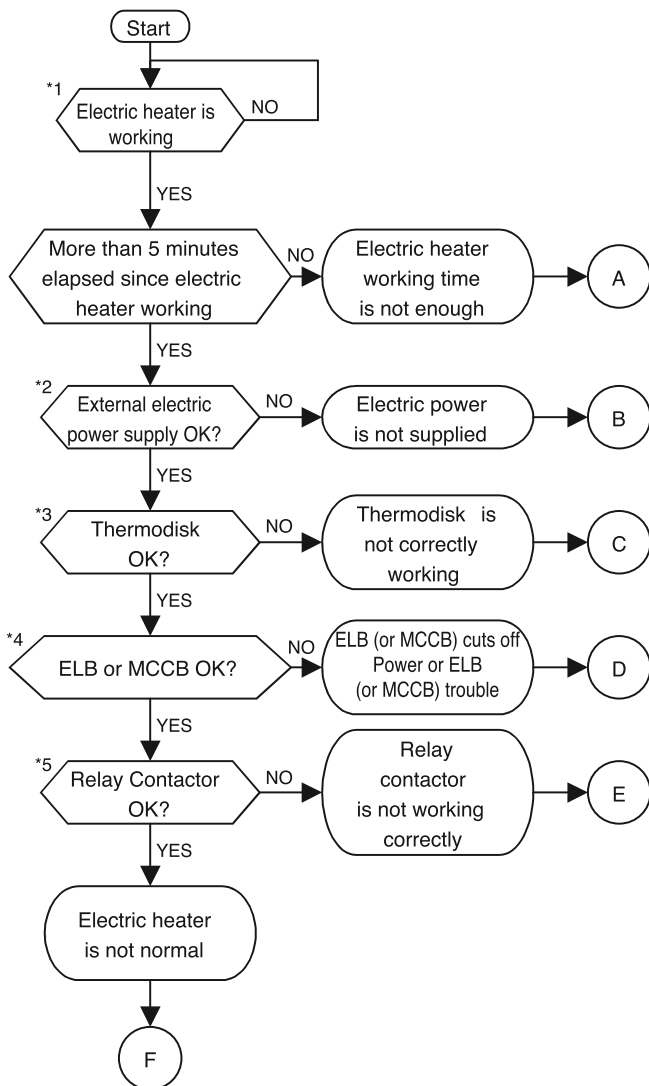 Start
*1
Electric heater is
working
NO
YES
More than 5 minutes
elapsed since electric
heater working
NO
Electric heater
working time
is not enough
A
YES
*2
External electric
power supply OK?
NO
Electric power
is not supplied
B
YES
*3
Thermodisk
OK?
NO
Thermodisk is
not correctly
working
C
YES
*4
ELB or MCCB OK?
NO
ELB (or MCCB) cuts off
Power or ELB
(or MCCB) trouble
D
YES
*5
Relay Contactor
OK?
NO
Relay
contactor
is not working
correctly
E
YES
Electric heater
is not normal
F